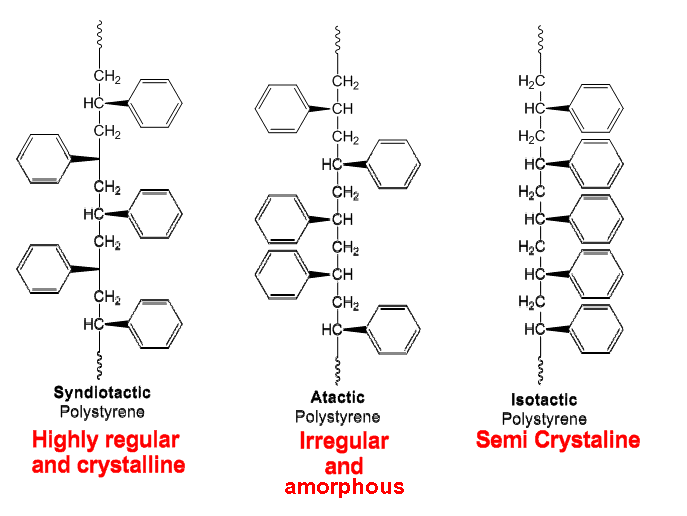 CH2
HC
CH2
CH2
HC
CH2
CH2
HC
Syndiotactic
Polystyrene
Highly regular
and crystalline
CH2
CH
CH2
HC
CH2
CH
CH2
CH
CH2
HC
Atactic
Polystyrene
Irregular
and
amorphous
H2C
HC
H2C
HC
H2C
HC
H2C
HC
H2C
HC
Isotactic
Polystyrene
Semi Crystaline